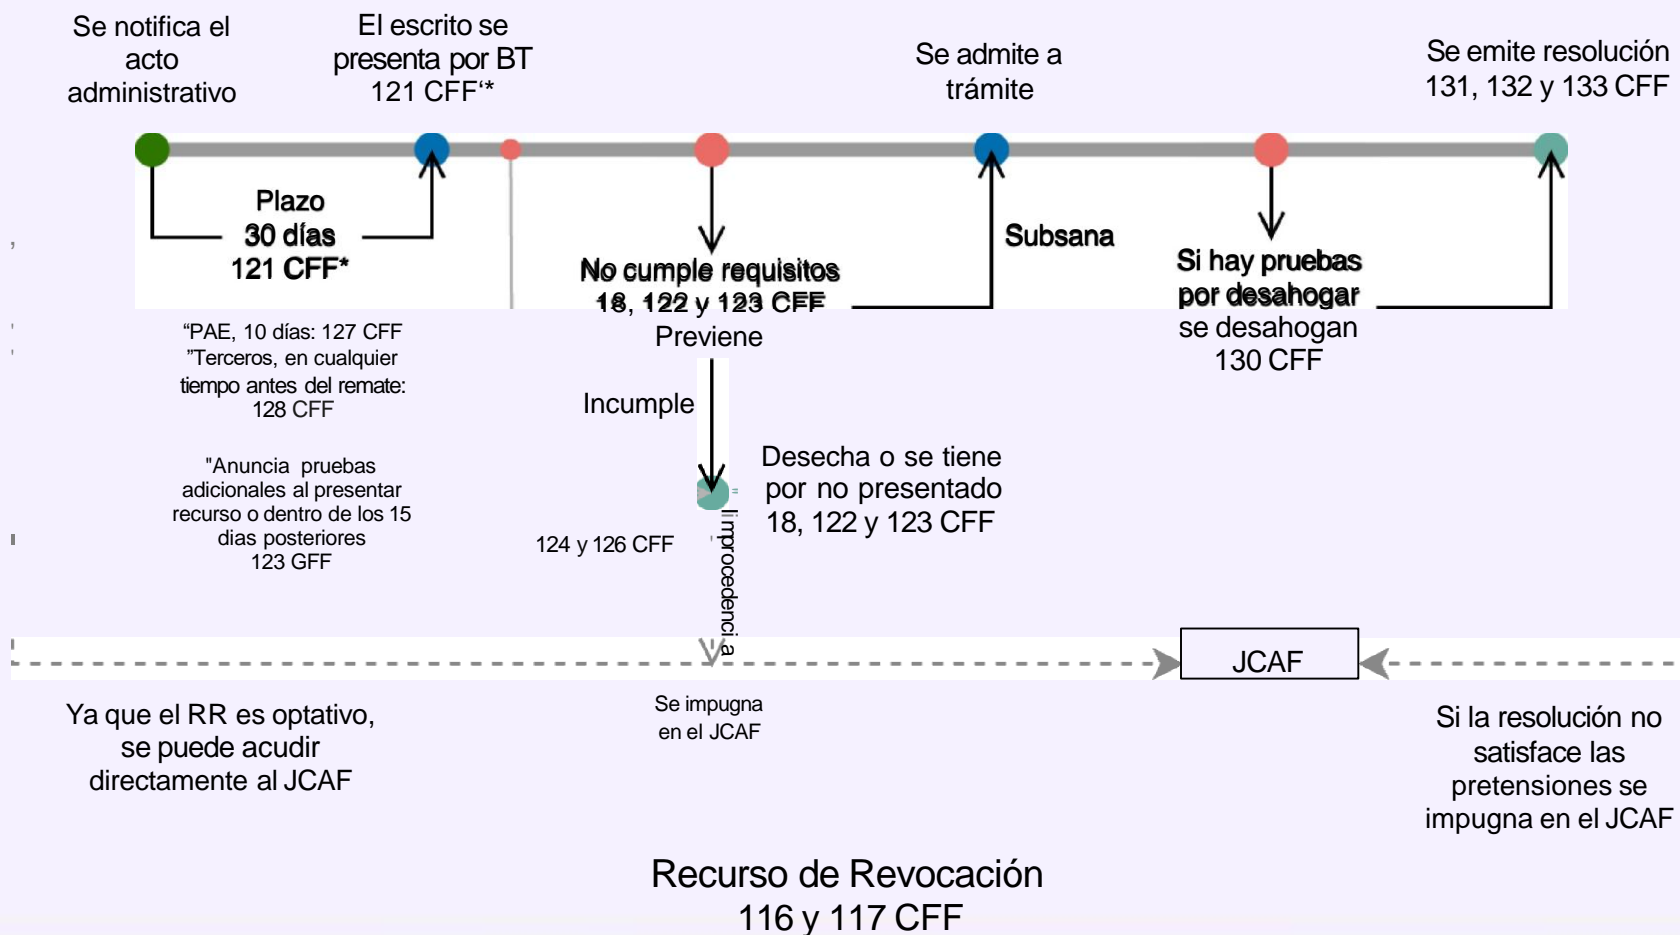 Se notifica el
acto
administrativo
El escrito se
presenta por BT
121 CFF‘*
Se admite a
trámite
Se emite resolución
131, 132 y 133 CFF
Plazo
30 días
121 CFF*
No cumple requisitos
18, 122 y 123 CFF
Previene
Subsana
Si hay pruebas
por desahogar
se desahogan
130 CFF
“PAE, 10 días: 127 CFF
”Terceros, en cualquier
tiempo antes del remate:
128 CFF
Incumple
"Anuncia pruebas
adicionales al presentar
recurso o dentro de los 15
dias posteriores
123 GFF
Desecha o se tiene
por no presentado
18, 122 y 123 CFF
124 y 126 CFF
Improcedencia
JCAF
Ya que el RR es optativo,
se puede acudir
directamente al JCAF
Se impugna
en el JCAF
Si la resolución no
satisface las
pretensiones se
impugna en el JCAF
Recurso de Revocación
116 y 117 CFF